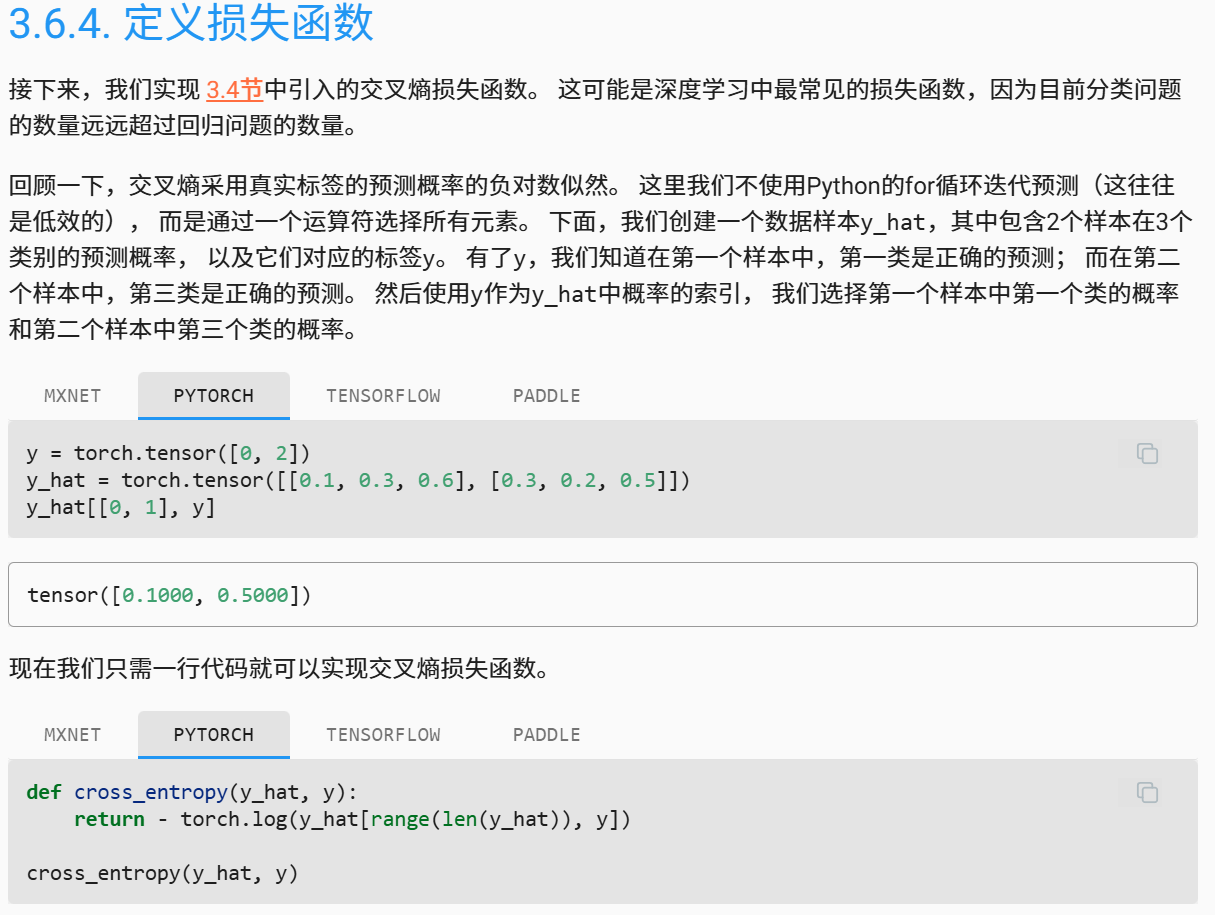 3.6.4. 定义损失函数
接下来，我们实现 3.4节中引入的交叉熵损失函数。 这可能是深度学习中最常见的损失函数，因为目前分类问题
的数量远远超过回归问题的数量。
回顾一下，交叉熵采用真实标签的预测概率的负对数似然。 这里我们不使用Python的for循环迭代预测（这往往
是低效的）， 而是通过一个运算符选择所有元素。 下面，我们创建一个数据样本y_hat，其中包含2个样本在3个
类别的预测概率， 以及它们对应的标签y。 有了y，我们知道在第一个样本中，第一类是正确的预测； 而在第二
个样本中，第三类是正确的预测。 然后使用y作为y_hat中概率的索引， 我们选择第一个样本中第一个类的概率
和第二个样本中第三个类的概率。
MXNET PYTORCH TENSORFLOW PADDLE
y = torch.tensor([0, 2])
y_hat = torch.tensor([[0.1, 0.3, 0.6], [0.3, 0.2, 0.5]])
y_hat[[0, 1], y]
tensor([0.1000, 0.5000])
现在我们只需一行代码就可以实现交叉熵损失函数。
MXNET PYTORCH TENSORFLOW PADDLE
def cross_entropy(y_hat, y):
    return - torch.log(y_hat[range(len(y_hat)), y])
cross_entropy(y_hat, y)